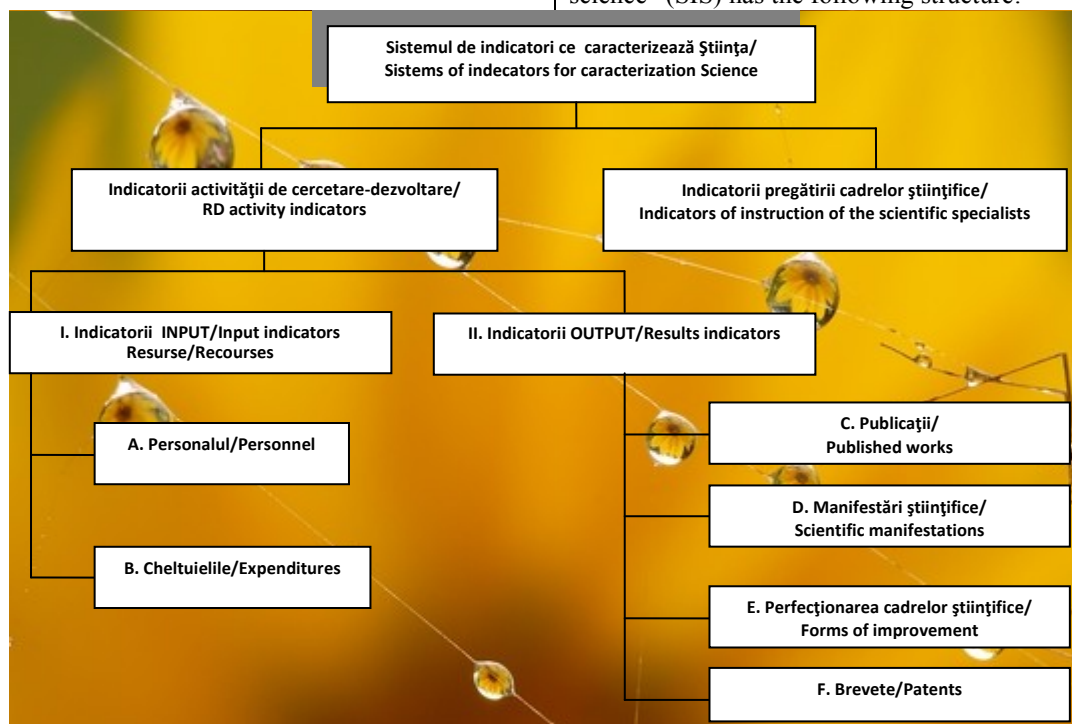 science" (SIS) has the following structure:
Sistemul de indicatori ce caracterizează Ştiinţa/
Sistems of indecators for caracterization Science
Indicatorii activităţii de cercetare-dezvoltare/
RD activity indicators
Indicatorii pregătirii cadrelor ştiinţifice/
Indicators of instruction of the scientific specialists
I. Indicatorii INPUT/Input indicators
Resurse/Recourses
II. Indicatorii OUTPUT/Results indicators
A. Personalul/Personnel
B. Cheltuielile/Expenditures
C. Publicaţii/
Published works
D. Manifestări ştiinţifice/
Scientific manifestations
E. Perfecţionarea cadrelor ştiinţifice/
Forms of improvement
F. Brevete/Patents